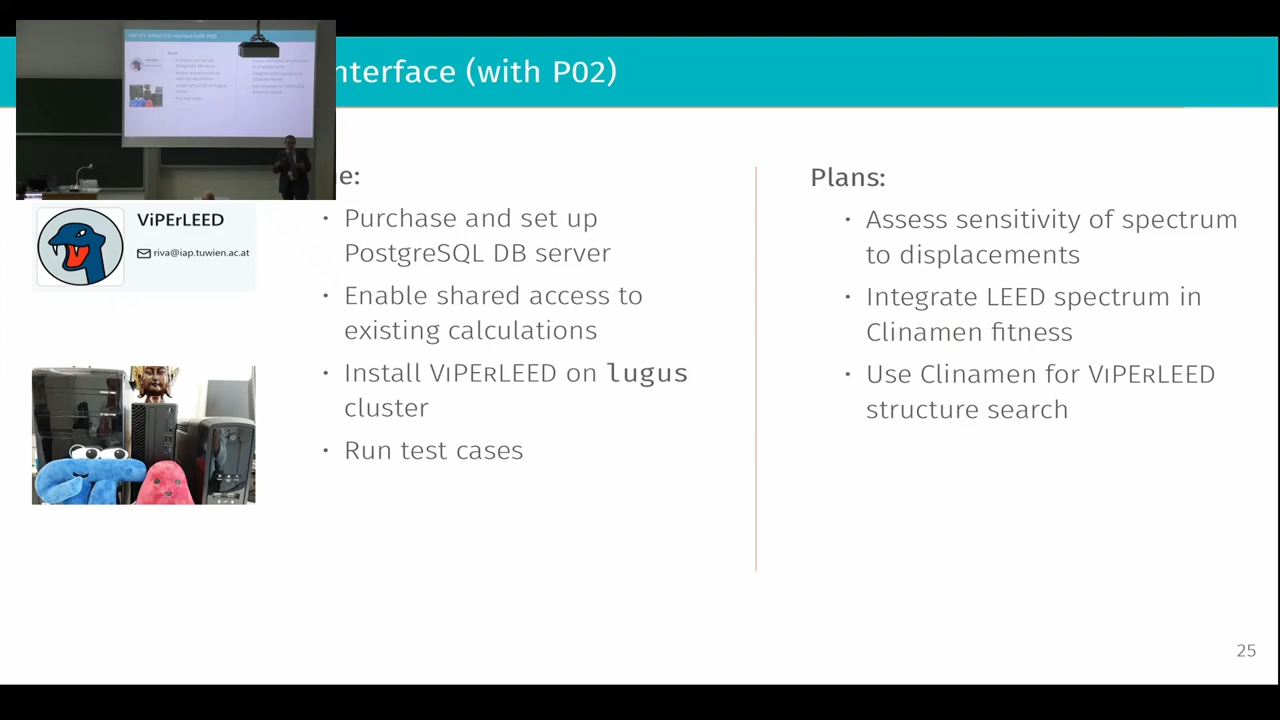 nterface (with P02)
e:
ViPErLEED
riva@iap.tuwien.ac.at
· Purchase and set up
PostgreSQL DB server
· Enable shared access to
existing calculations
· Install VIPERLEED on lugus
cluster
· Run test cases
Plans:
· Assess sensitivity of spectrum
to displacements
· Integrate LEED spectrum in
Clinamen fitness
· Use Clinamen for VIPERLEED
structure search
25